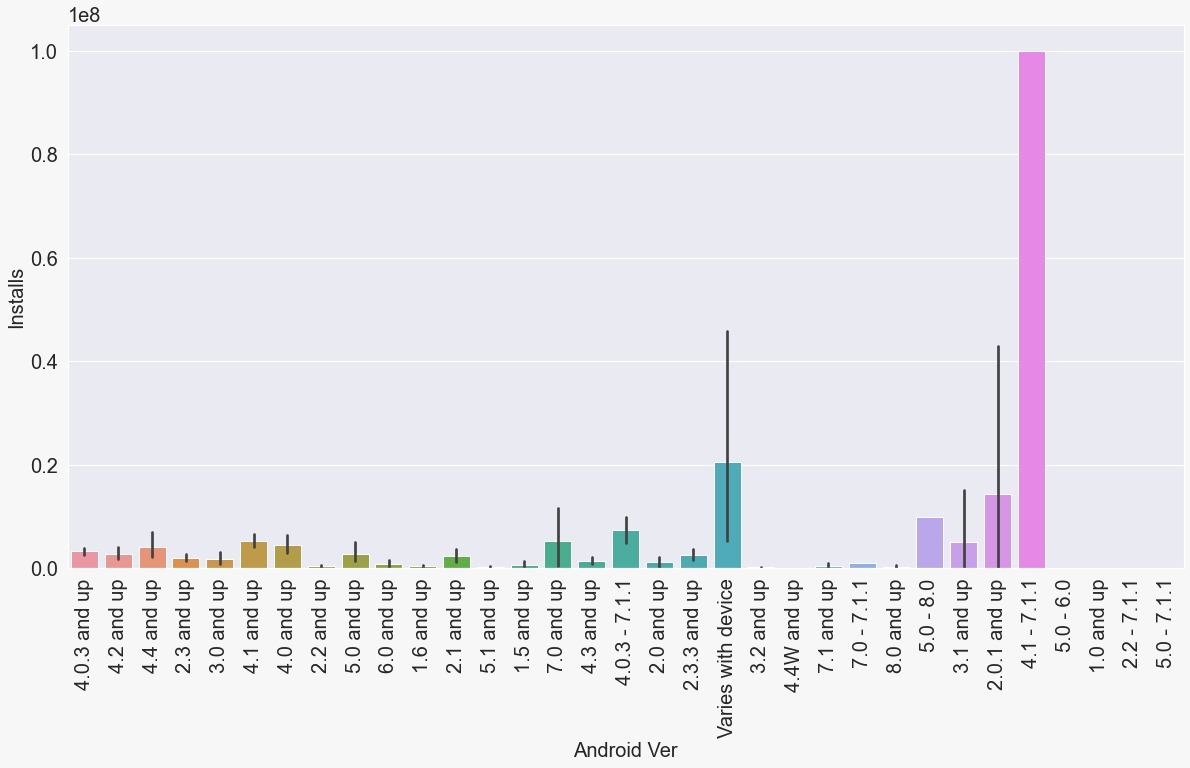 1e8
1.0
0.8
0.6
0.4
0.2
0.0
Installs
4.0.3 and up
4.2 and up
4.4 and up
2.3 and up
3.0 and up
4.1 and up
4.0 and up
2.2 and up
5.0 and up
6.0 and up
1.6 and up
2.1 and up
5.1 and up
1.5 and up
7.0 and up
4.3 and up
4.0.3 - 7.1.1
2.0 and up
2.3.3 and up
Varies with device
3.2 and up
4.4W and up
7.1 and up
7.0 - 7.1.1
8.0 and up
5.0 - 8.0
3.1 and up
2.0.1 and up
4.1 - 7.1.1
5.0 - 6.0
1.0 and up
2.2 - 7.1.1
5.0 - 7.1.1
Android Ver